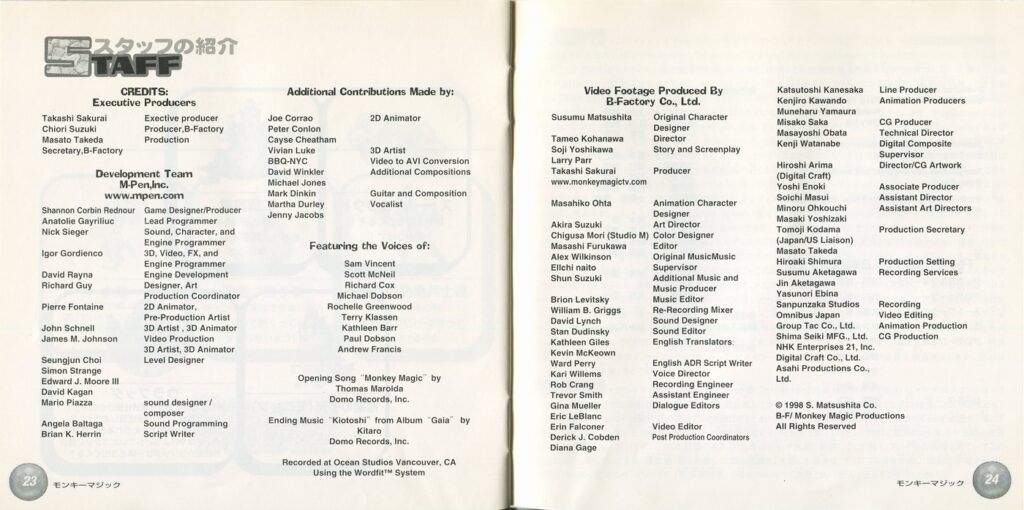 スタッフの紹介
STAFF
CREDITS:
Executive Producers
Takashi Sakurai Exective producer
Chiori Suzuki Producer,B-Factory
Masato Takeda Production
Secretary,B-Factory
Development Team
M-Pen,Inc.
www.mpen.com
Shannon Corbin Rednour Game Designer/Producer
Anatolie Gayriliuc Lead Programmer
Nick Sieger Sound, Character, and
Engine Programmer
Igor Gordienco 3D, Video, FX, and
Engine Programmer
David Rayna Engine Development
Richard Guy Designer, Art
Production Coordinator
Pierre Fontaine 2D Animator,
Pre-Production Artist
John Schnell 3D Artist , 3D Animator
James M. Johnson Video Production
3D Artist, 3D Animator
Seungjun Choi Level Designer
Simon Strange
Edward J. Moore III
David Kagan
Mario Piazza sound designer /
composer
Angela Baltaga Sound Programming
Brian K. Herrin Script Writer
Additional Contributions Made by:
Joe Corrao 2D Animator
Peter Conlon
Cayse Cheatham
Vivian Luke 3D Artist
BBQ-NYC Video to AVI Conversion
David Winkler Additional Compositions
Michael Jones
Mark Dinkin Guitar and Composition
Martha Durley Vocalist
Jenny Jacobs
Featuring the Voices of:
Sam Vincent
Scott McNeil
Richard Cox
Michael Dobson
Rochelle Greenwood
Terry Klassen
Kathleen Barr
Paul Dobson
Andrew Francis
Opening Song ¨Monkey Magic¨ by
Thomas Marolda
Domo Records, Inc.
Ending Music ¨Kiotoshi¨ from Album ¨Gaia¨ by
Kitaro
Domo Records, Inc.
Recorded at Ocean Studios Vancouver, CA
Using the Wordfit™ System
23 モンキーマジック
Video Footage Produced By
B-Factory Co., Ltd.
Susumu Matsushita Original Character
Designer
Tameo Kohanawa Director
Soji Yoshikawa Story and Screenplay
Larry Parr
Takashi Sakurai Producer
www.monkeymagictv.com
Masahiko Ohta Animation Character
Designer
Akira Suzuki Art Director
Chigusa Mori (Studio M) Color Designer
Masashi Furukawa Editor
Alex Wilkinson Original MusicMusic
EIIchi naito Supervisor
Shun Suzuki Additional Music and
Music Producer
Brion Levitsky Music Editor
William B. Griggs Re-Recording Mixer
David Lynch Sound Designer
Stan Dudinsky Sound Editor
Kathleen Giles English Translators:
Kevin McKeown
Ward Perry English ADR Script Writer
Kari Willems Voice Director
Rob Crang Recording Engineer
Trevor Smith Assistant Engineer
Gina Mueller Dialogue Editors
Eric LeBlanc
Erin Falconer Video Editor
Derick J. Cobden Post Production Coordinators
Diana Gage
Katsutoshi Kanesaka Line Producer
Kenjiro Kawando Animation Producers
Muneharu Yamaura
Misako Saka CG Producer
Masayoshi Obata Technical Director
Kenji Watanabe Digital Composite
Supervisor
Hiroshi Arima Director/CG Artwork
(Digital Craft)
Yoshi Enoki Associate Producer
Soichi Masui Assistant Director
Minoru Ohkouchi Assistant Art Directors
Masaki Yoshizaki
Tomoji Kodama Production Secretary
(Japan/US Liaison)
Masato Takeda
Hiroaki Shimura Production Setting
Susumu Aketagawa Recording Services
Jin Aketagawa
Yasunori Ebina
Sanpunzaka Studios Recording
Omnibus Japan Video Editing
Group Tac Co., Ltd. Animation Production
Shima Seiki MFG., Ltd. CG Production
NHK Enterprises 21, Inc.
Digital Craft Co., Ltd.
Asahi Productions Co.,
Ltd.
© 1998 S. Matsushita Co.
B-F/ Monkey Magic Productions
All Rights Reserved
モンキーマジック 24